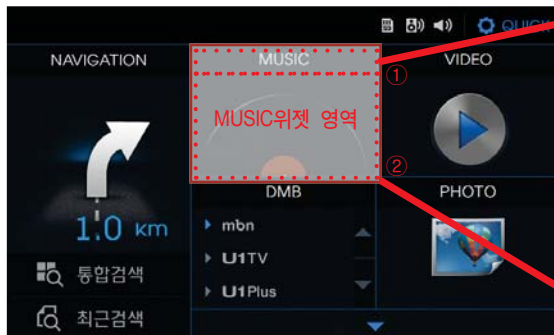 QUICK
NAVIGATION
MUSIC
VIDEO
①
MUSIC위젯 영역
②
DMB
PHOTO
1.0 km
mbn
U1TV
U1Plus
통합검색
최근검색